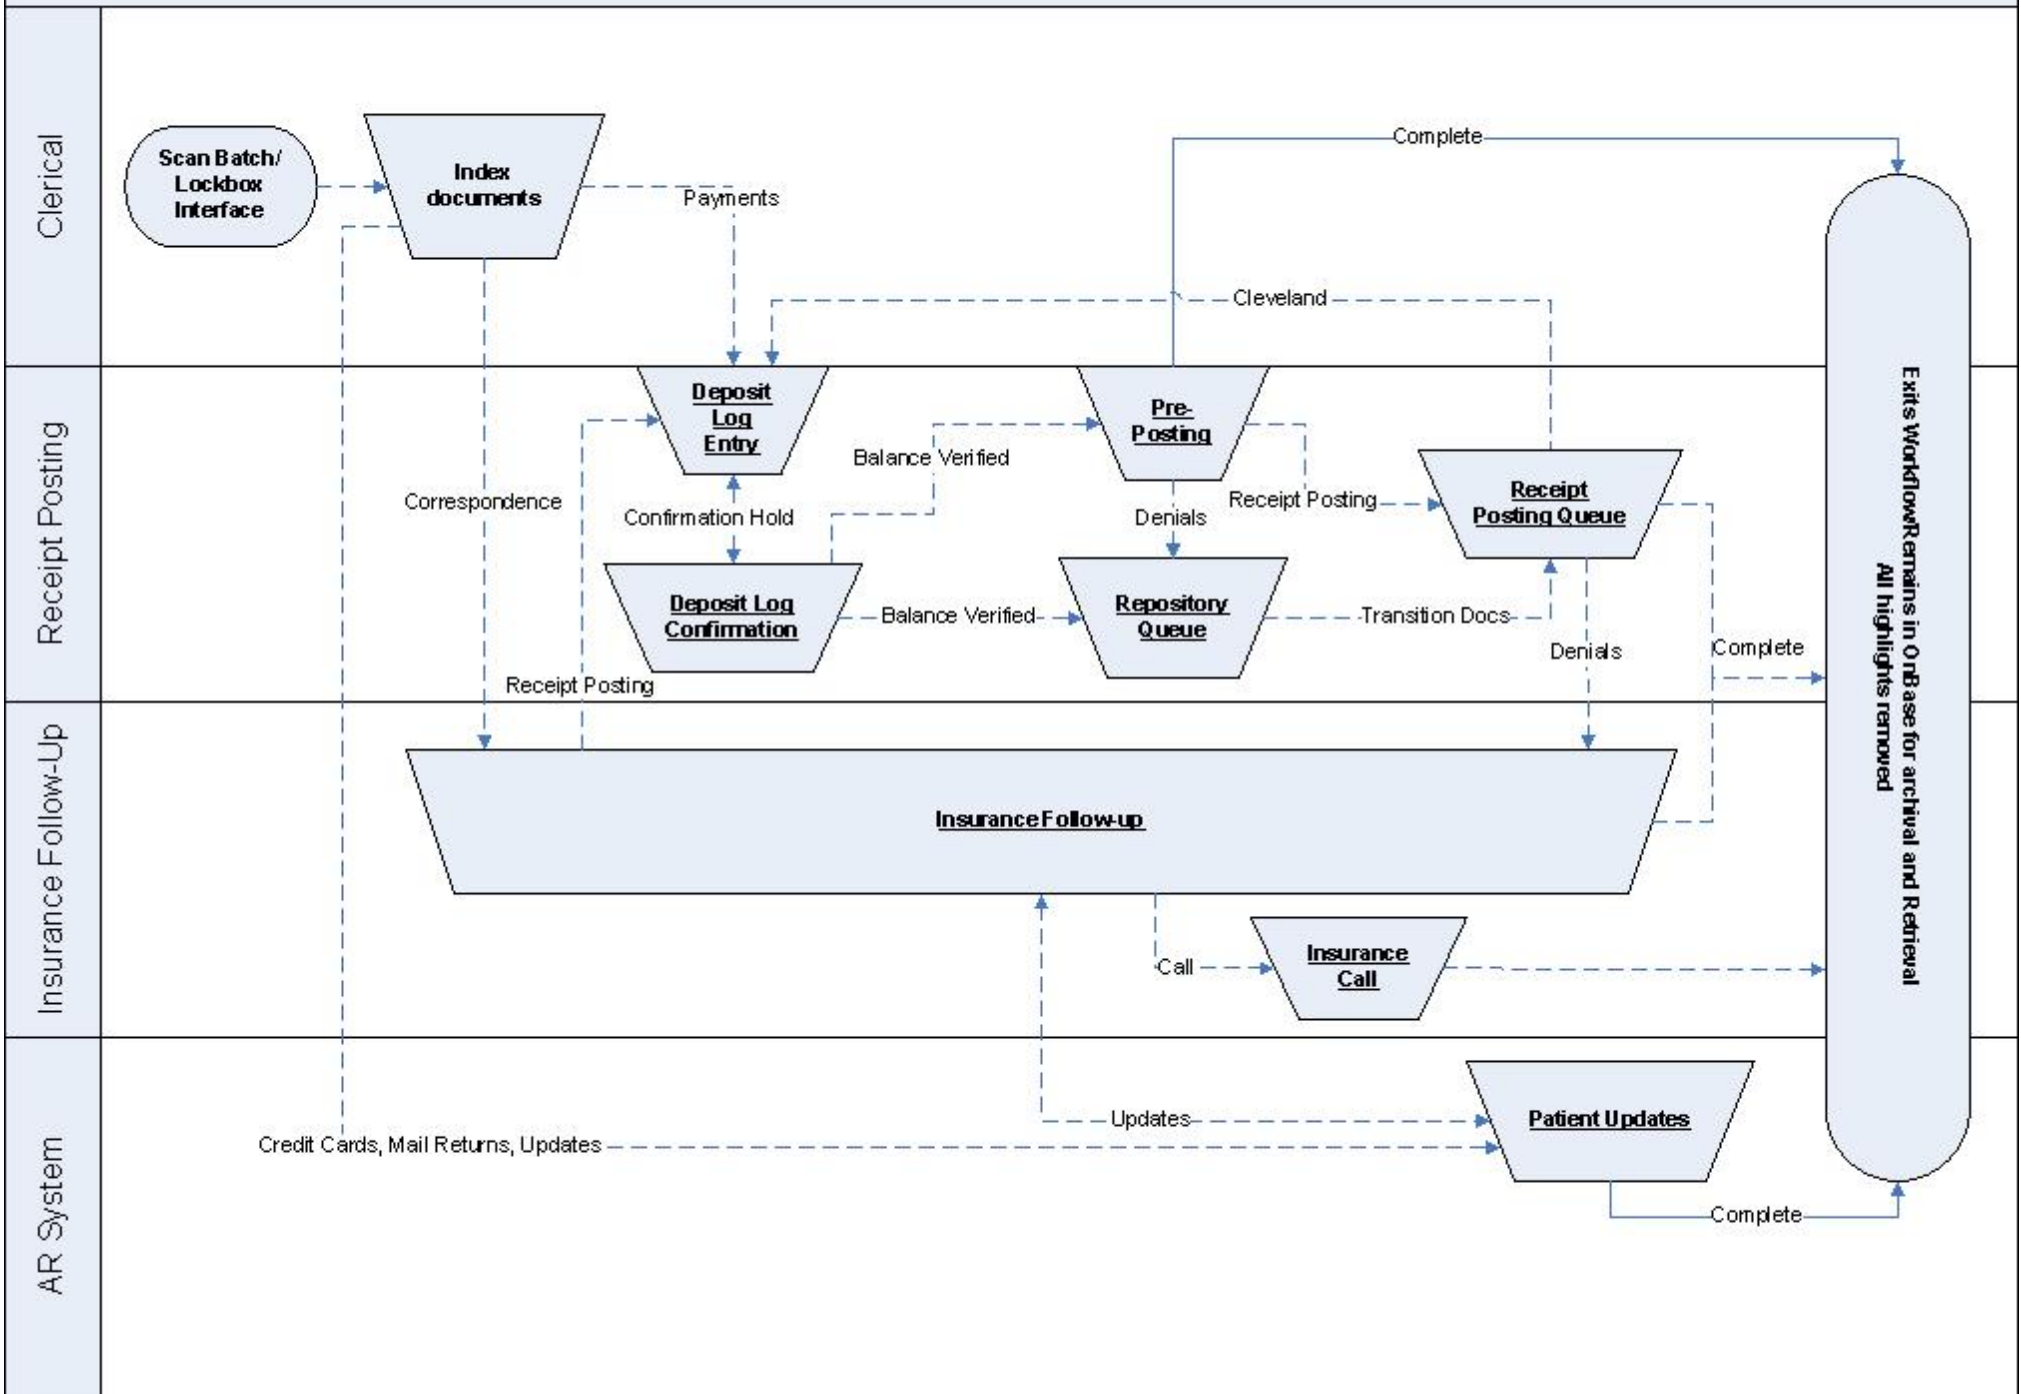 Clerical
Scan Batch/
Lockbox
Interface
Index
documents
Payments
Complete
Cleveland
Receipt Posting
Deposit
Log
Entry
Pre-
Posting
Balance Verified
Correspondence
Confirmation Hold
Denials
Receipt Posting
Receipt
Posting Queue
Deposit Log
Confirmation
Balance Verified
Repository
Queue
Transition Docs
Denials
Complete
Receipt Posting
Exits WorkflowRemains in OnBase for archival and Retrieval
All highlights removed
Insurance Follow-Up
Insurance Follow-up
Call
Insurance
Call
AR System
Updates
Patient Updates
Credit Cards, Mail Returns, Updates
Complete